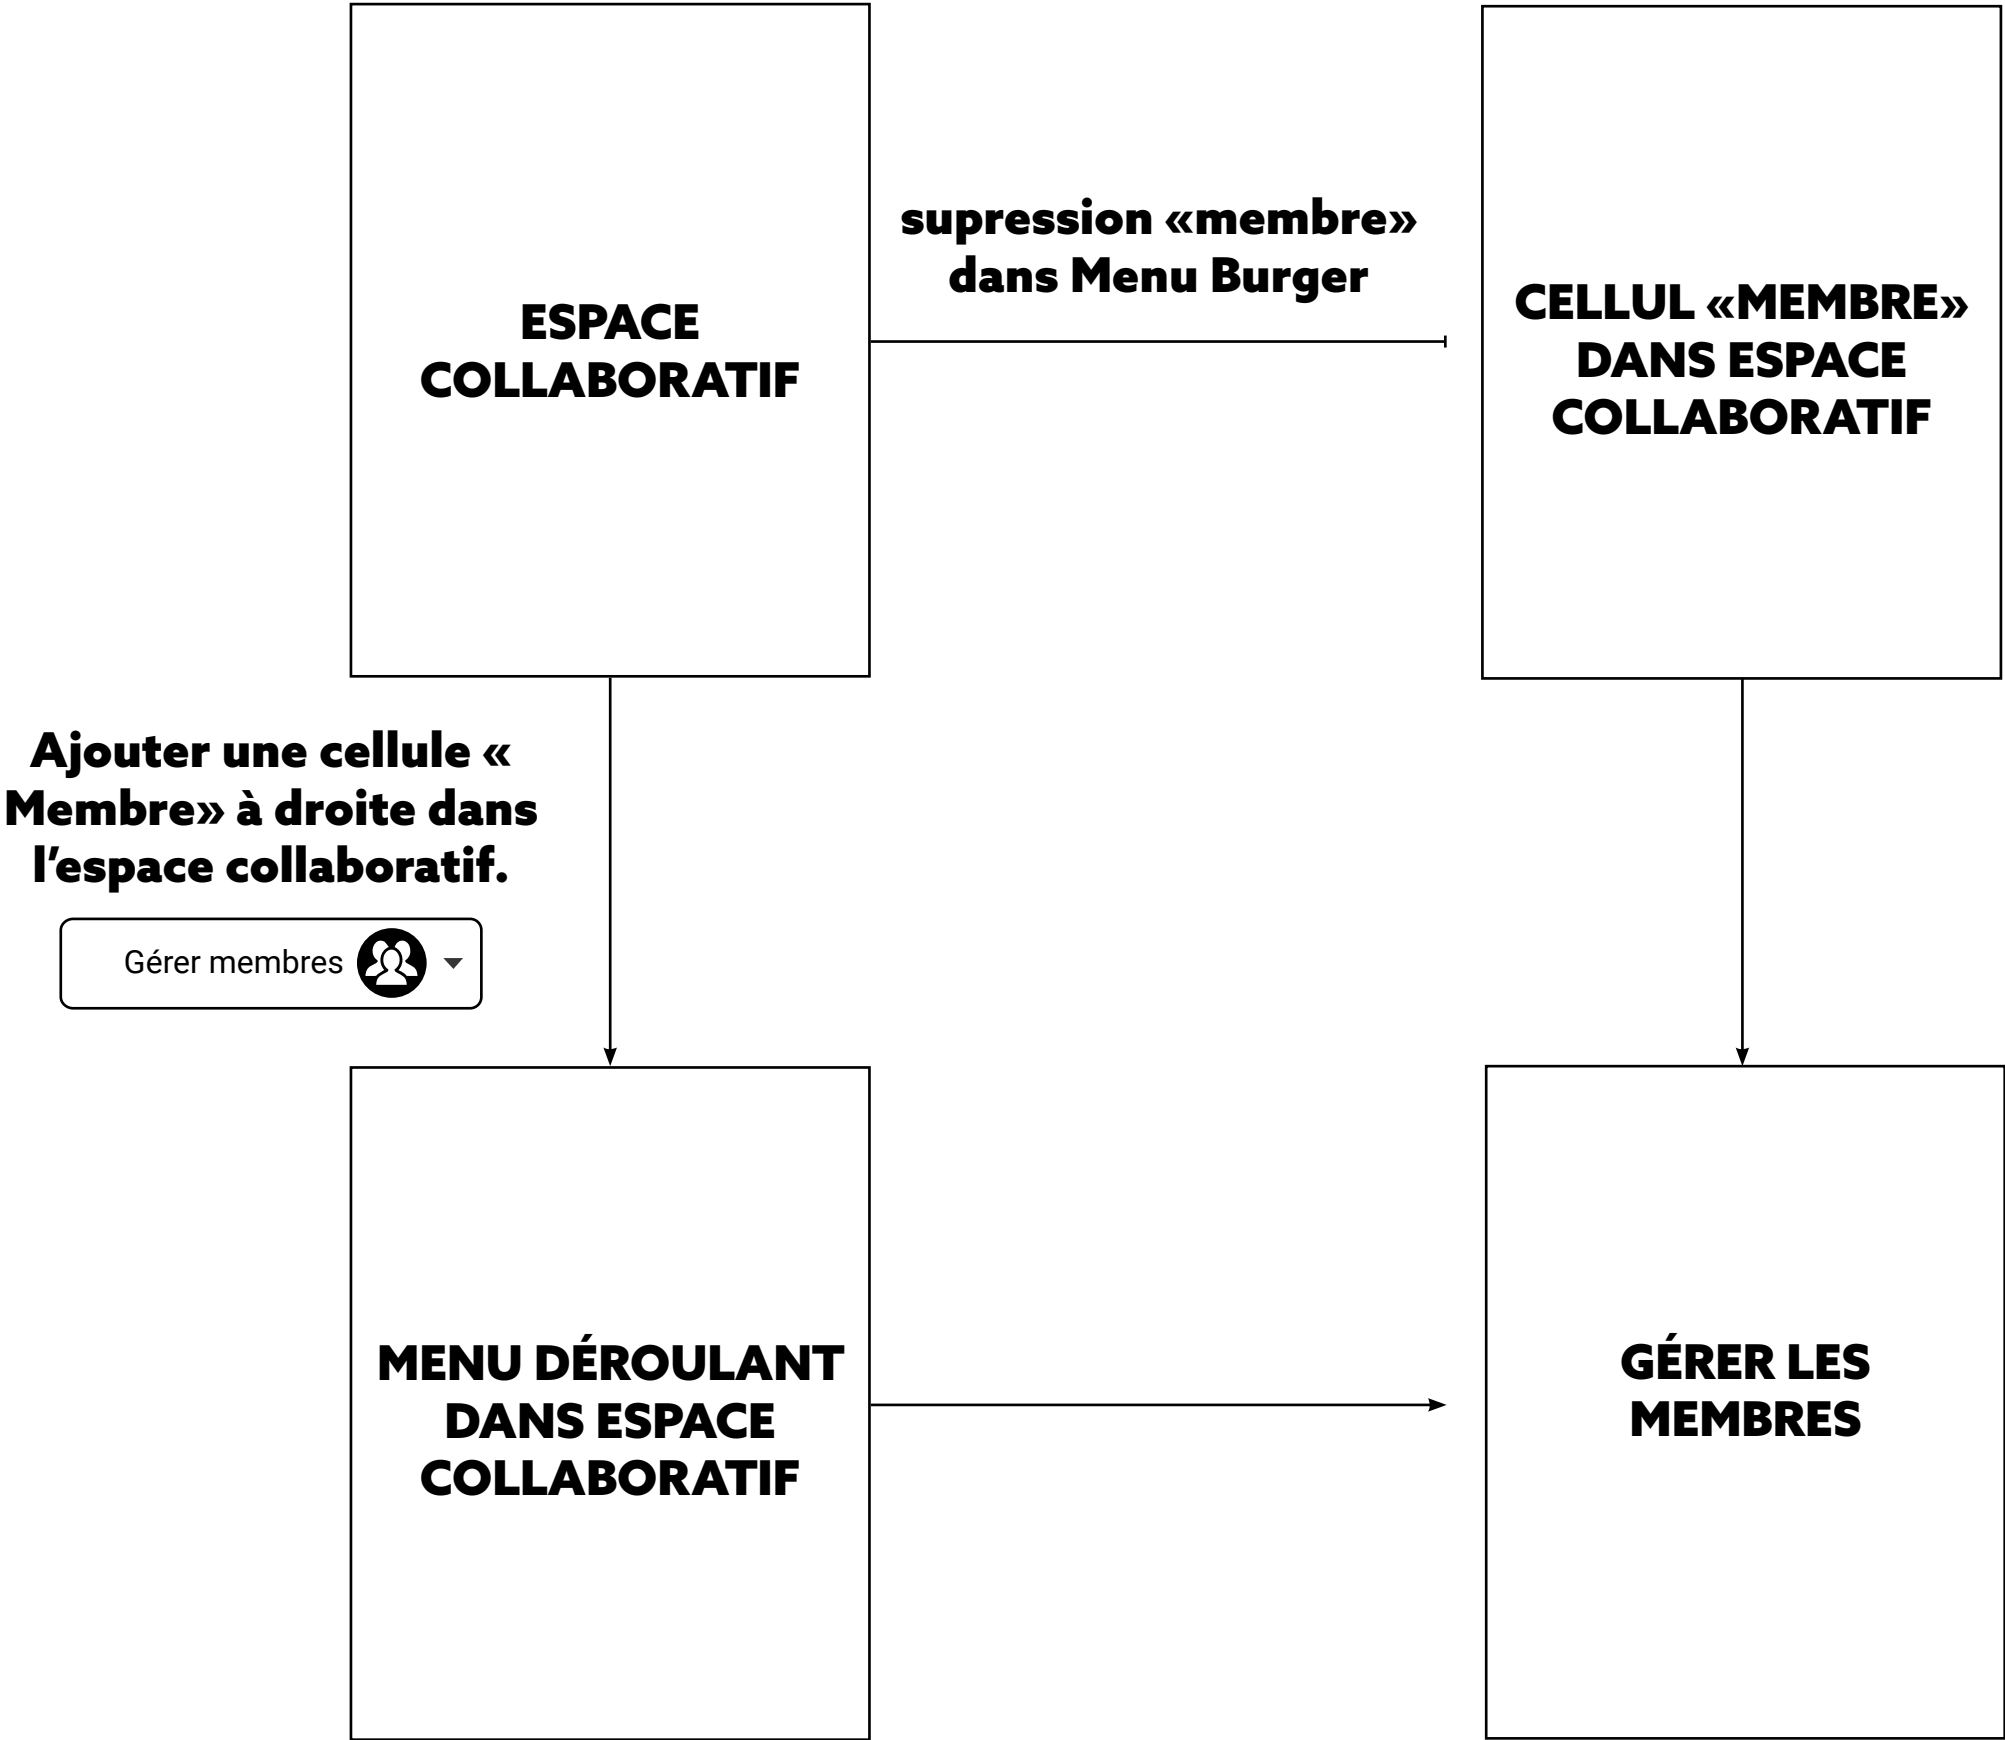 ESPACE
COLLABORATIF
supression «membre»
dans Menu Burger
CELLUL «MEMBRE»
DANS ESPACE
COLLABORATIF
Ajouter une cellule «
Membre» à droite dans
l’espace collaboratif.
Gérer membres
MENU DÉROULANT
DANS ESPACE
COLLABORATIF
GÉRER LES
MEMBRES